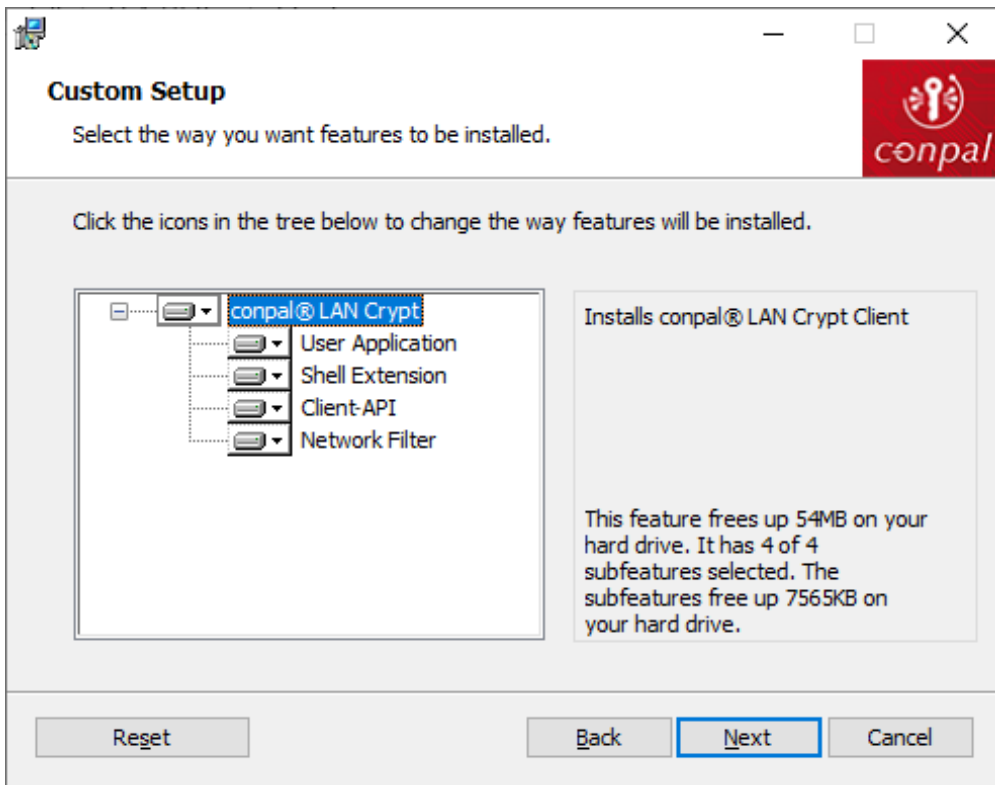 Custom Setup
Select the way you want features to be installed.
conpal
Click the icons in the tree below to change the way features will be installed.
conpal® LAN Crypt
User Application
Shell Extension
Client-API
Network Filter
Installs conpal® LAN Crypt Client
This feature frees up 54MB on your
hard drive. It has 4 of 4
subfeatures selected. The
subfeatures free up 7565KB on
your hard drive.
Reset
Back
Next
Cancel